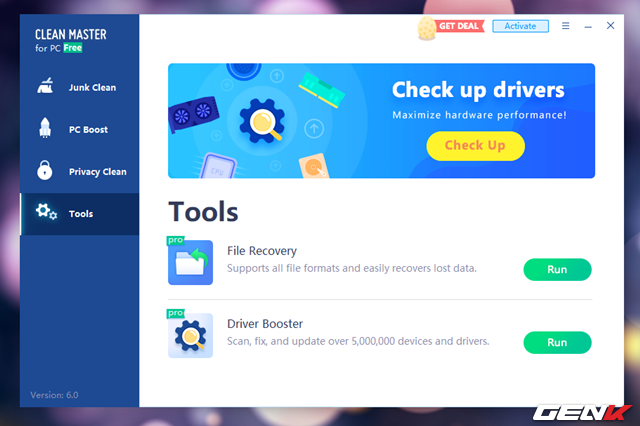 CLEAN MASTER
for PC Free
GET DEAL
Activate
Junk Clean
PC Boost
Privacy Clean
Tools
Version: 6.0
Check up drivers
Maximize hardware performance!
Check Up
CPU
Tools
pro
File Recovery
Supports all file formats and easily recovers lost data.
Run
pro
Driver Booster
Scan, fix, and update over 5,000,000 devices and drivers.
Run
GENK